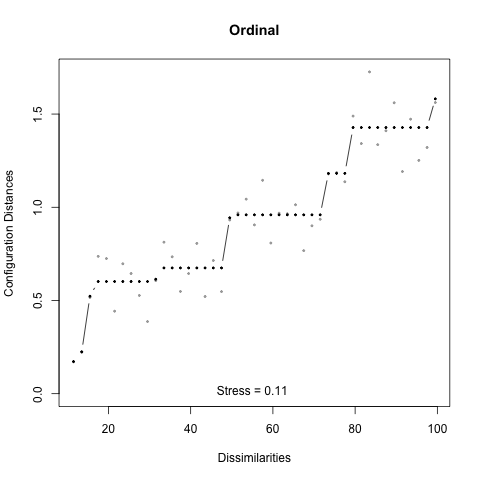 Ordinal
Configuration Distances
1.5
1.0
0.5
0.0
Stress = 0.11
20 40 60 80 100
Dissimilarities